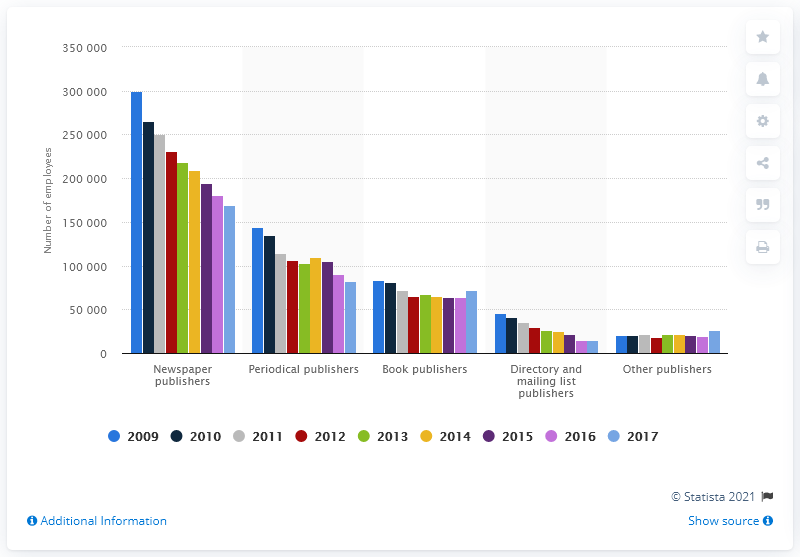 350 000
300 000
250 000
200 000
150 000
100 000
50 000
0
Number of employees
Newspaper
publishers
Periodical publishers
Book publishers
Directory and
mailing list
publishers
Other publishers
2009 2010 2011 2012 2013 2014 2015 2016 2017
© Statista 2021
Additional Information
Show source